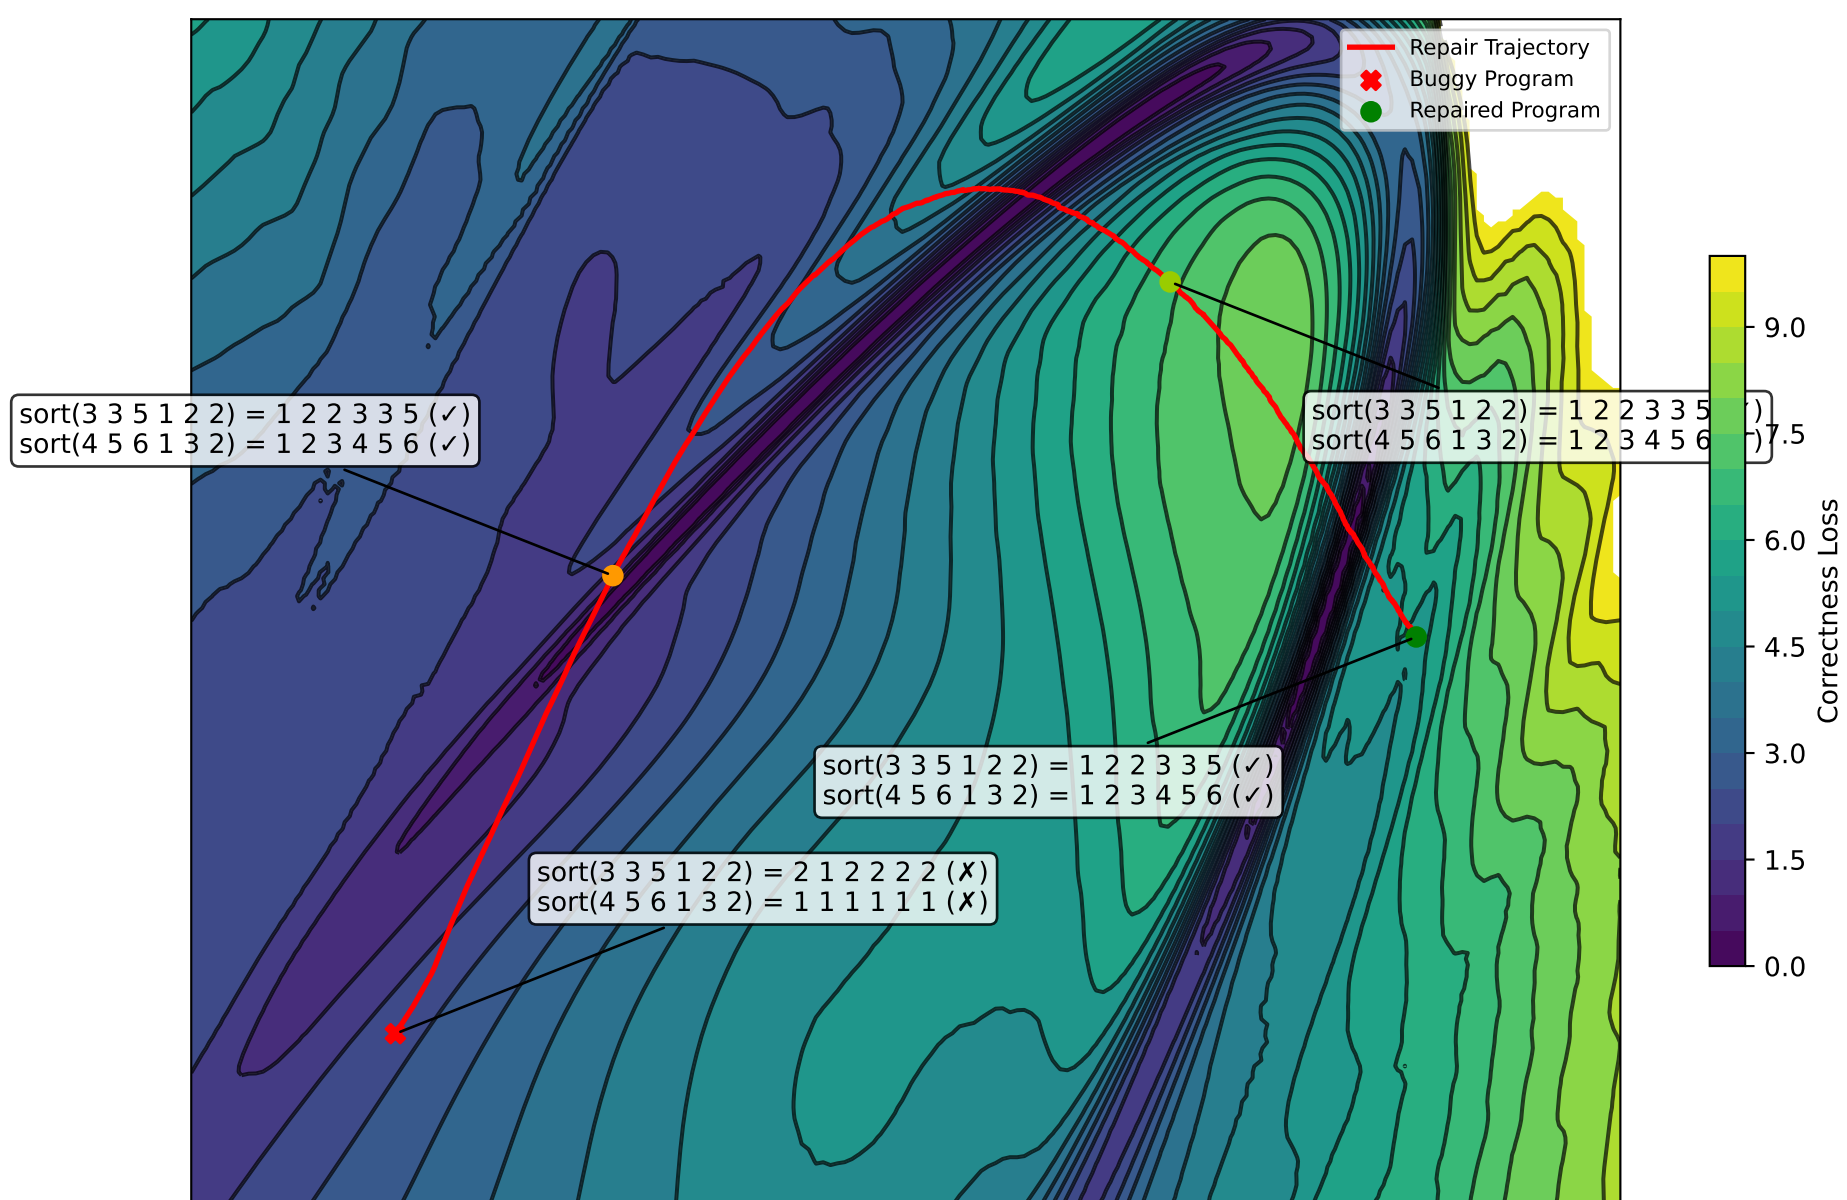 Repair Trajectory
Buggy Program
Repaired Program
sort(3 3 5 1 2 2) = 1 2 2 3 3 5 (✓)
sort(4 5 6 1 3 2) = 1 2 3 4 5 6 (✓)
sort(3 3 5 1 2 2) = 1 2 2 3 3 5
sort(4 5 6 1 3 2) = 1 2 3 4 5 6
sort(3 3 5 1 2 2) = 1 2 2 3 3 5 (✓)
sort(4 5 6 1 3 2) = 1 2 3 4 5 6 (✓)
sort(3 3 5 1 2 2) = 2 1 2 2 2 2 (✗)
sort(4 5 6 1 3 2) = 1 1 1 1 1 1 (✗)
9.0
7.5
6.0
4.5
3.0
1.5
0.0
Correctness Loss